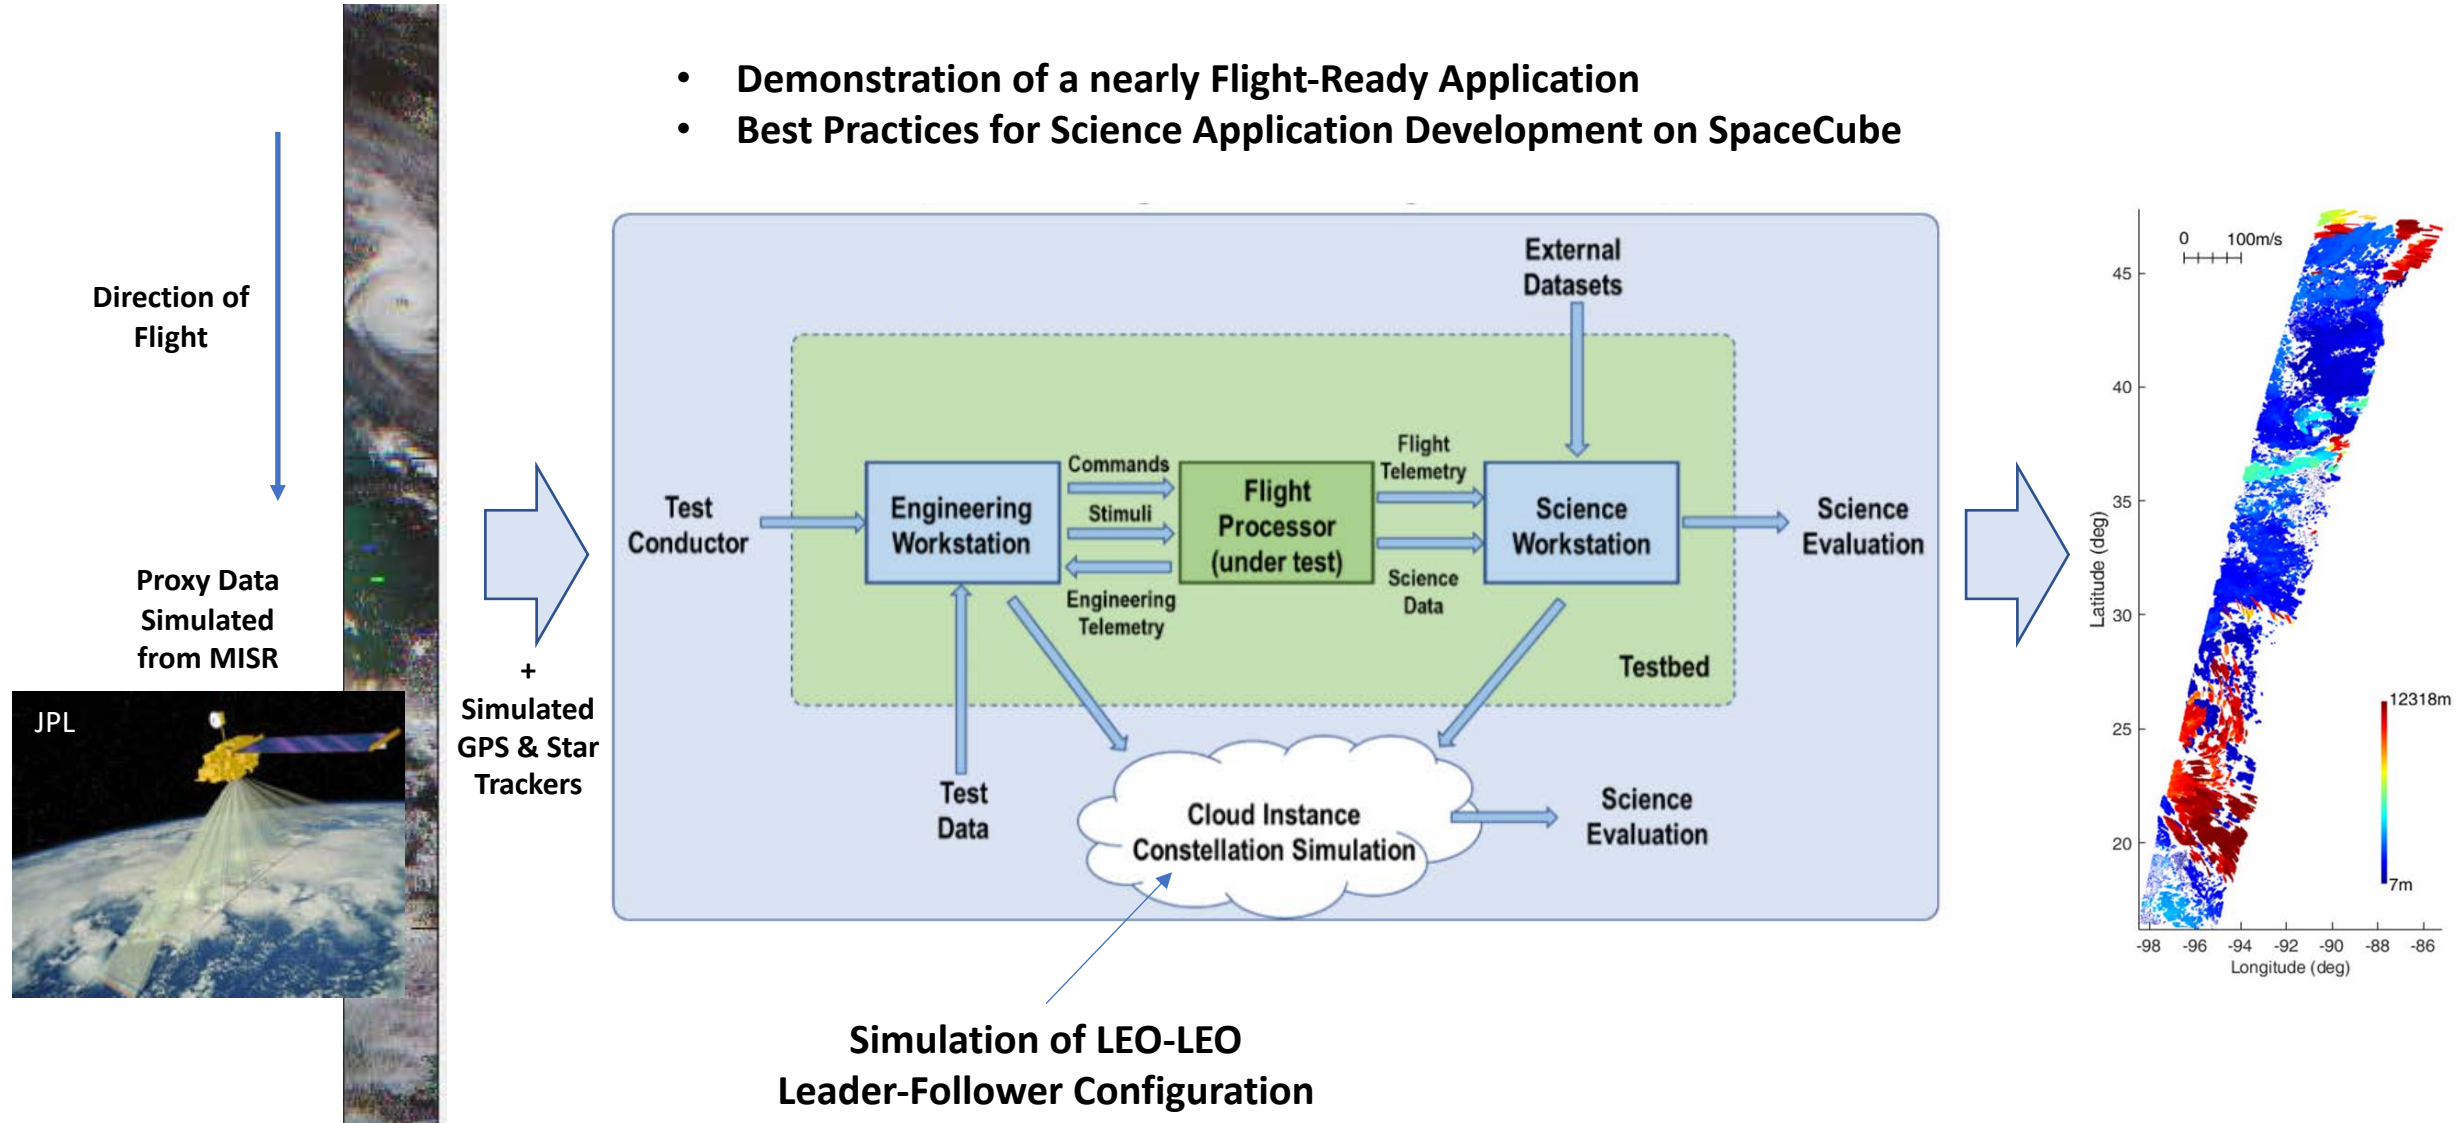 • Demonstration of a nearly Flight-Ready Application
• Best Practices for Science Application Development on SpaceCube
Direction of
Flight
Proxy Data
Simulated
from MISR
JPL
+
Simulated
GPS & Star
Trackers
External
Datasets
Test
Conductor
Engineering
Workstation
Commands
Stimuli
Engineering
Telemetry
Flight
Processor
(under test)
Flight
Telemetry
Science
Data
Science
Workstation
Science
Evaluation
Testbed
Test
Data
Cloud Instance
Constellation Simulation
Science
Evaluation
Simulation of LEO-LEO
Leader-Follower Configuration
0 100m/s
45
40
35
30
25
20
Latitude (deg)
12318m
7m
-98 -96 -94 -92 -90 -88 -86
Longitude (deg)